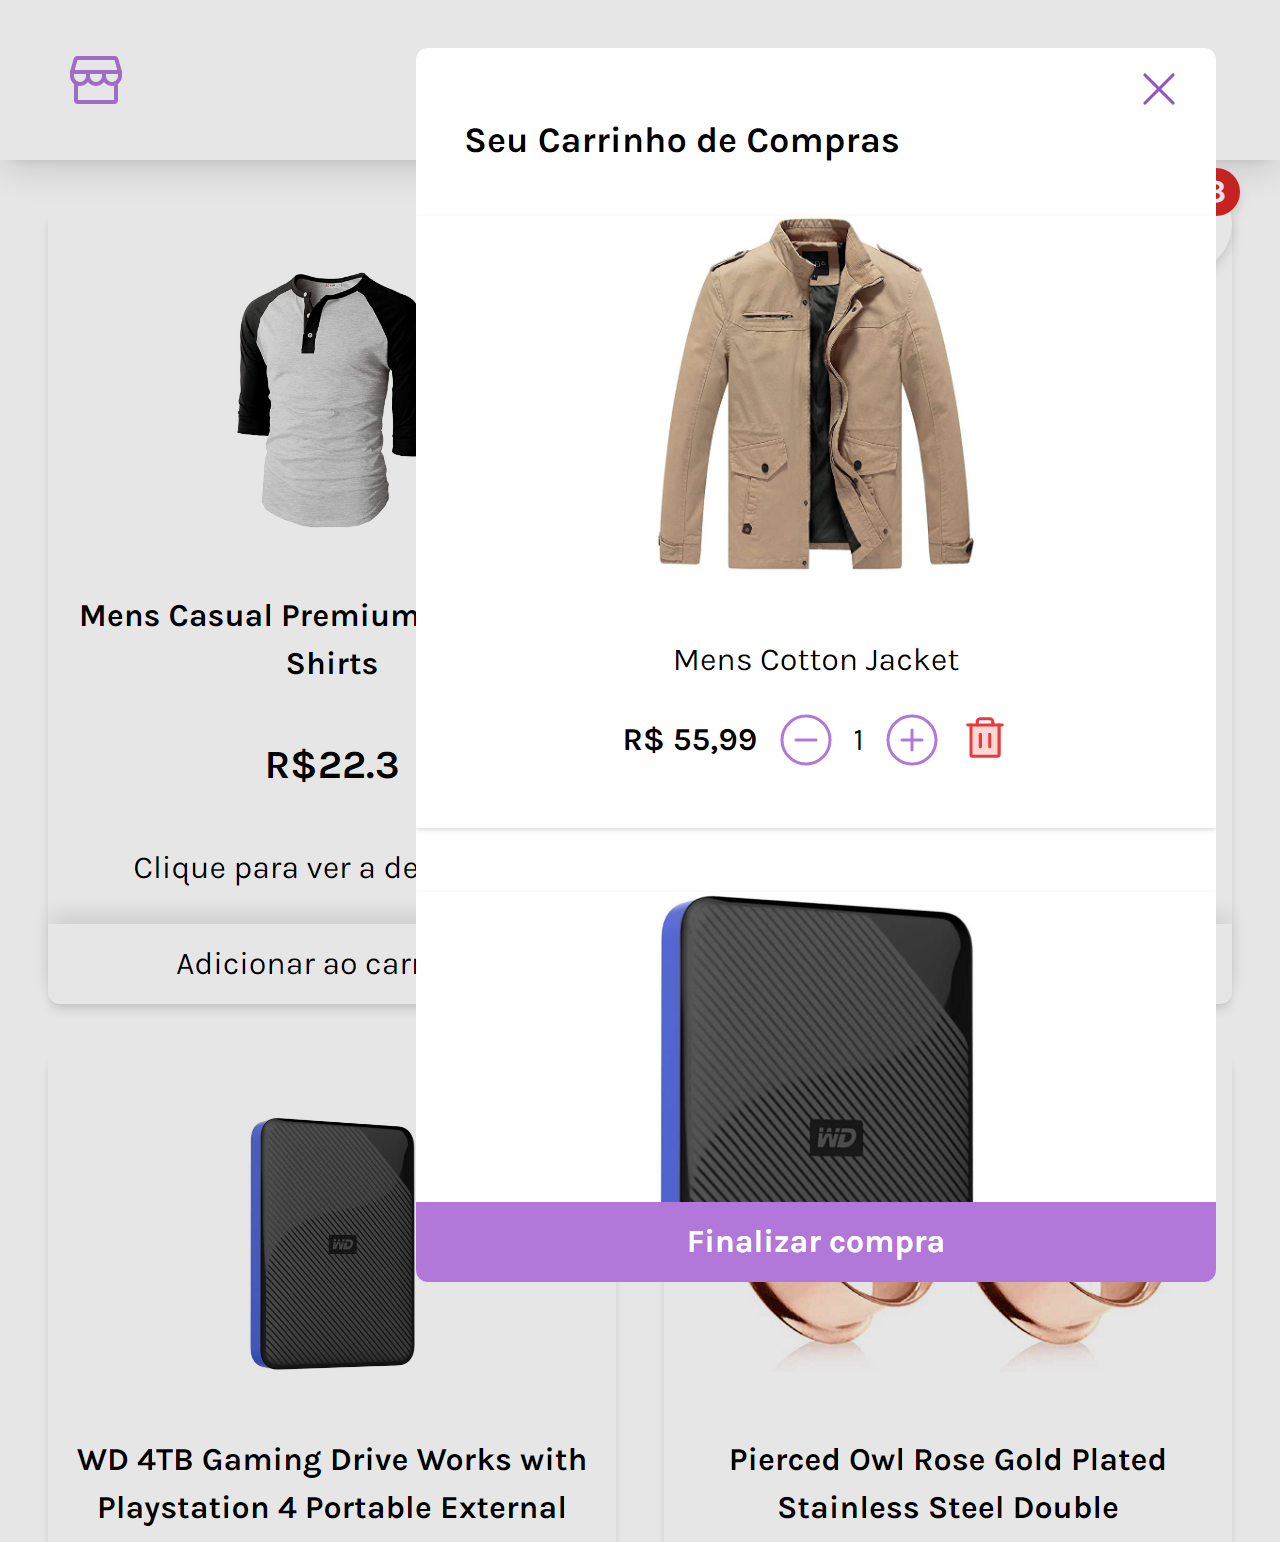 Seu Carrinho de Compras
Mens Cotton Jacket
R$ 55,99 1
WD
Finalizar compra
Mens Casual Premium
Shirts
R$22.3
Clique para ver a de
Adicionar ao carr
WD
WD 4TB Gaming Drive Works with
Playstation 4 Portable External
Pierced Owl Rose Gold Plated
Stainless Steel Double